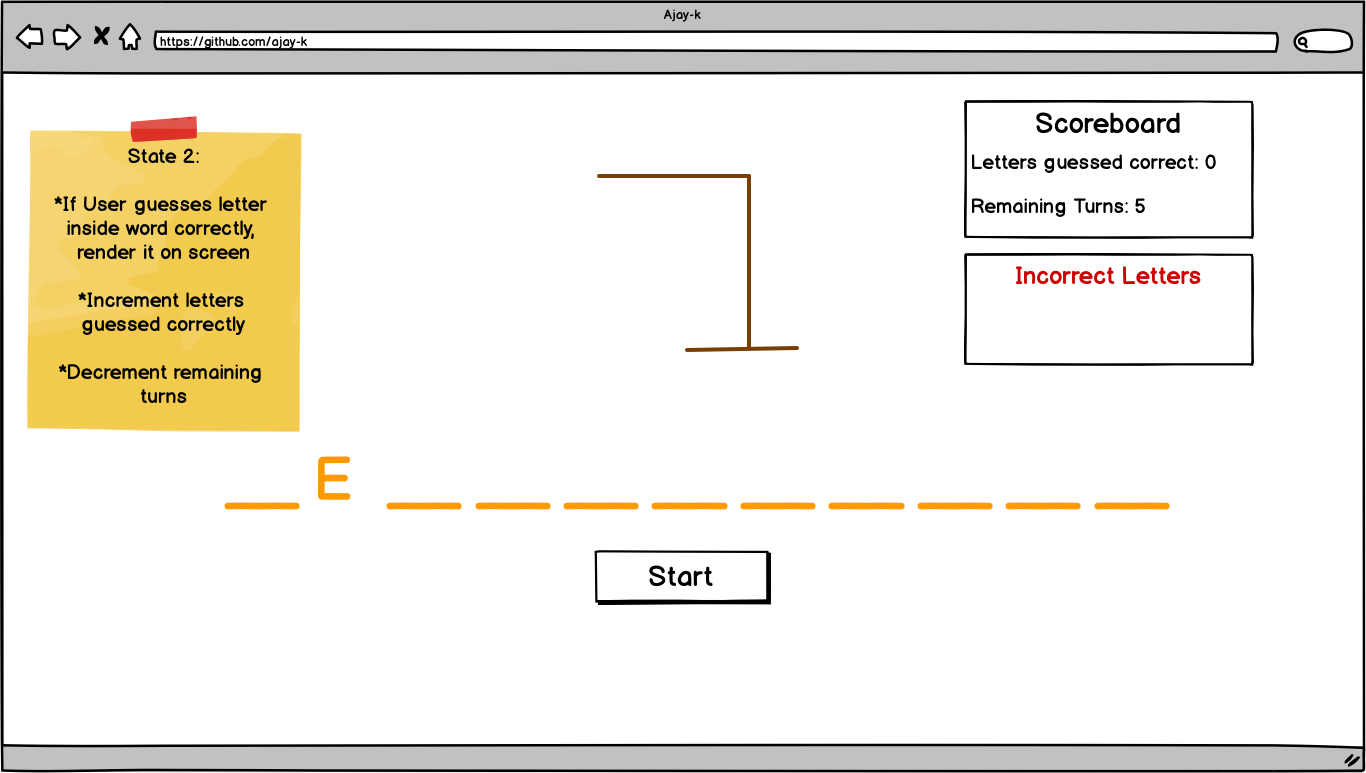 Ajay-k
https://github.com/ajay-k
State 2:
*If User guesses letter
inside word correctly,
render it on screen
*Increment letters
guessed correctly
*Decrement remaining
turns
Scoreboard
Letters guessed correct: 0
Remaining Turns: 5
Incorrect Letters
E
Start